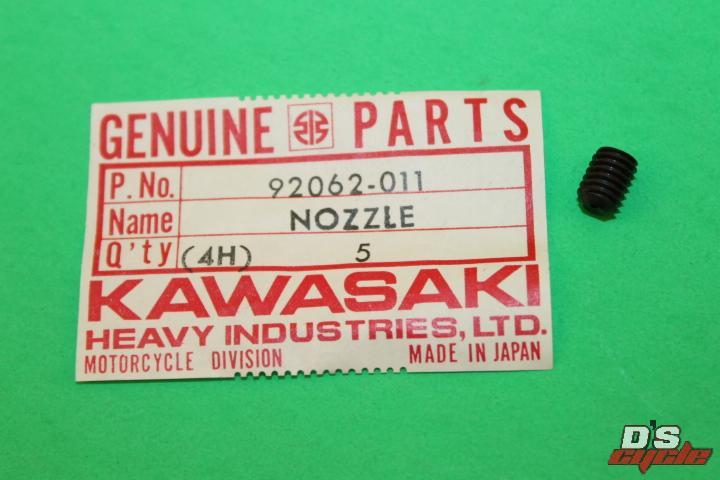 GENUINE PARTS
P. No. 92062-011
Name NOZZLE
Q'ty (4H) 5
KAWASAKI
HEAVY INDUSTRIES, LTD.
MOTORCYCLE DIVISION MADE IN JAPAN
D's
cycle